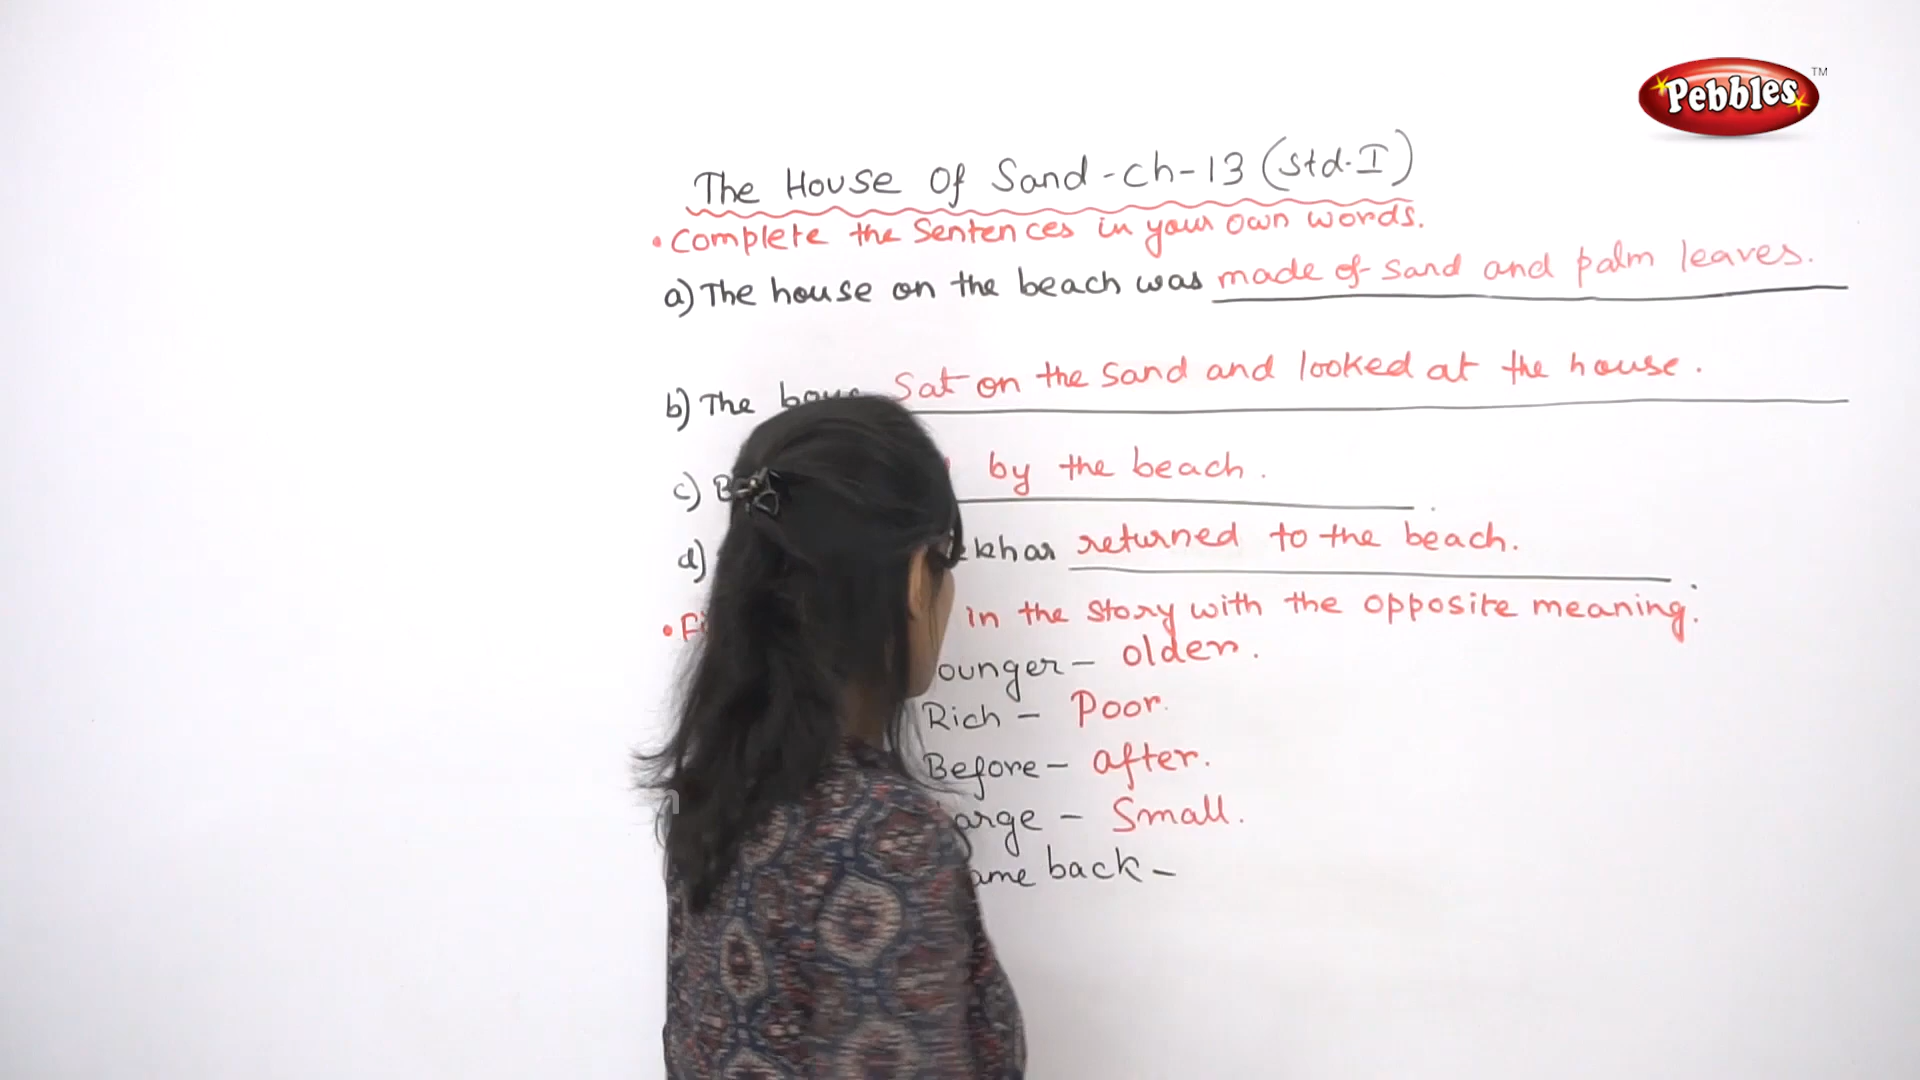 Pebbles TM
The House Of Sand-ch-13 (Std.I)
• Complete the Sentences in your own words.
a) The house on the beach was made of sand and palm leaves.
b) The boys Sat on the Sand and looked at the house.
c) by the beach.
d) khar returned to the beach.
• in the story with the opposite meaning.
ounger – older.
Rich – Poor.
Before – after.
arge – Small.
ame back –